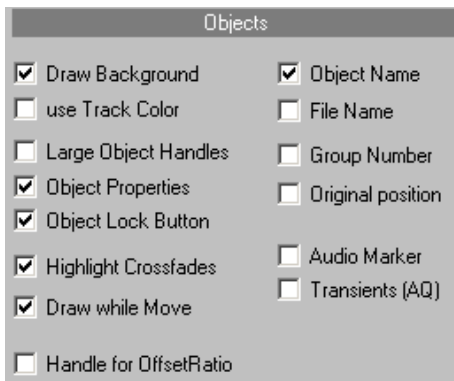 Objects
Draw Background
use Track Color
Large Object Handles
Object Properties
Object Lock Button
Highlight Crossfades
Draw while Move
Handle for OffsetRatio
Object Name
File Name
Group Number
Original position
Audio Marker
Transients (AQ)